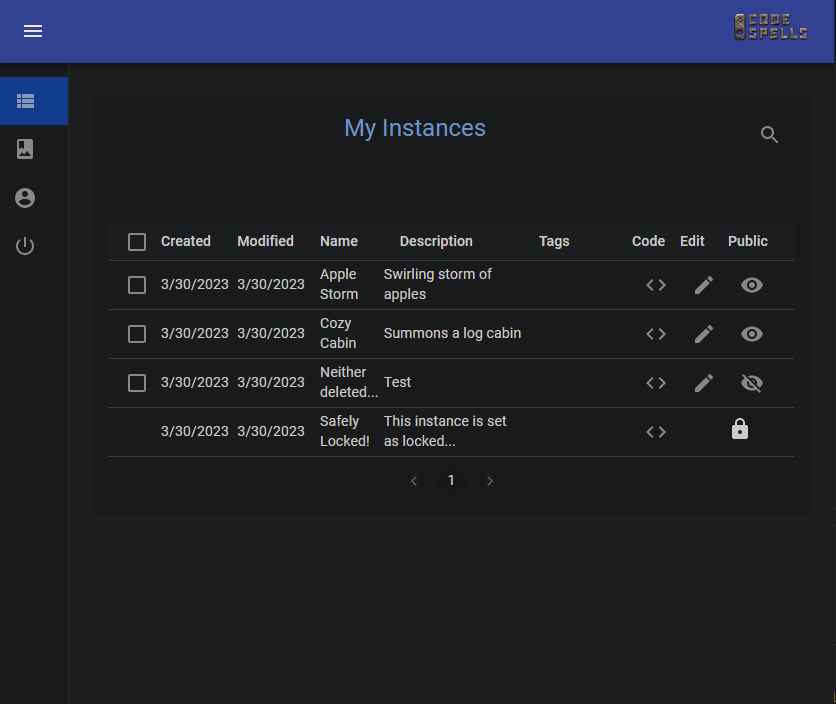 CODE
SPELLS
My Instances
Created Modified Name Description Tags Code Edit Public
3/30/2023 3/30/2023 Apple Storm Swirling storm of apples
3/30/2023 3/30/2023 Cozy Cabin Summons a log cabin
3/30/2023 3/30/2023 Neither deleted... Test
3/30/2023 3/30/2023 Safely Locked! This instance is set as locked...
1